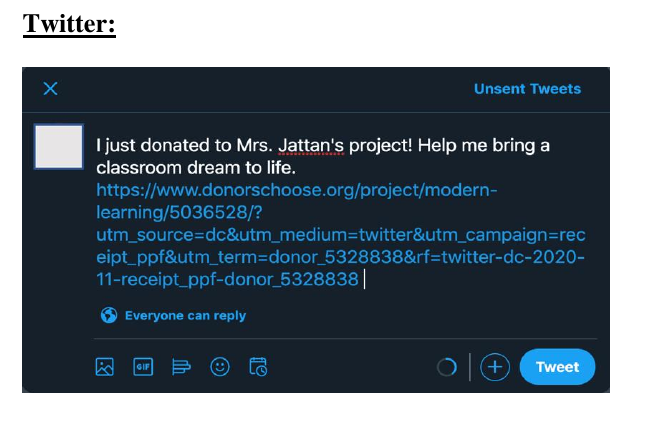 Twitter:
Unsent Tweets
I just donated to Mrs. Jattan's project! Help me bring a
classroom dream to life.
https://www.donorschoose.org/project/modern-
learning/5036528/?
utm_source=dc&utm_medium=twitter&utm_campaign=rec
eipt_ppf&utm_term=donor_5328838&rf=twitter-dc-2020-
11-receipt_ppf-donor_5328838
Everyone can reply
GIF
Tweet